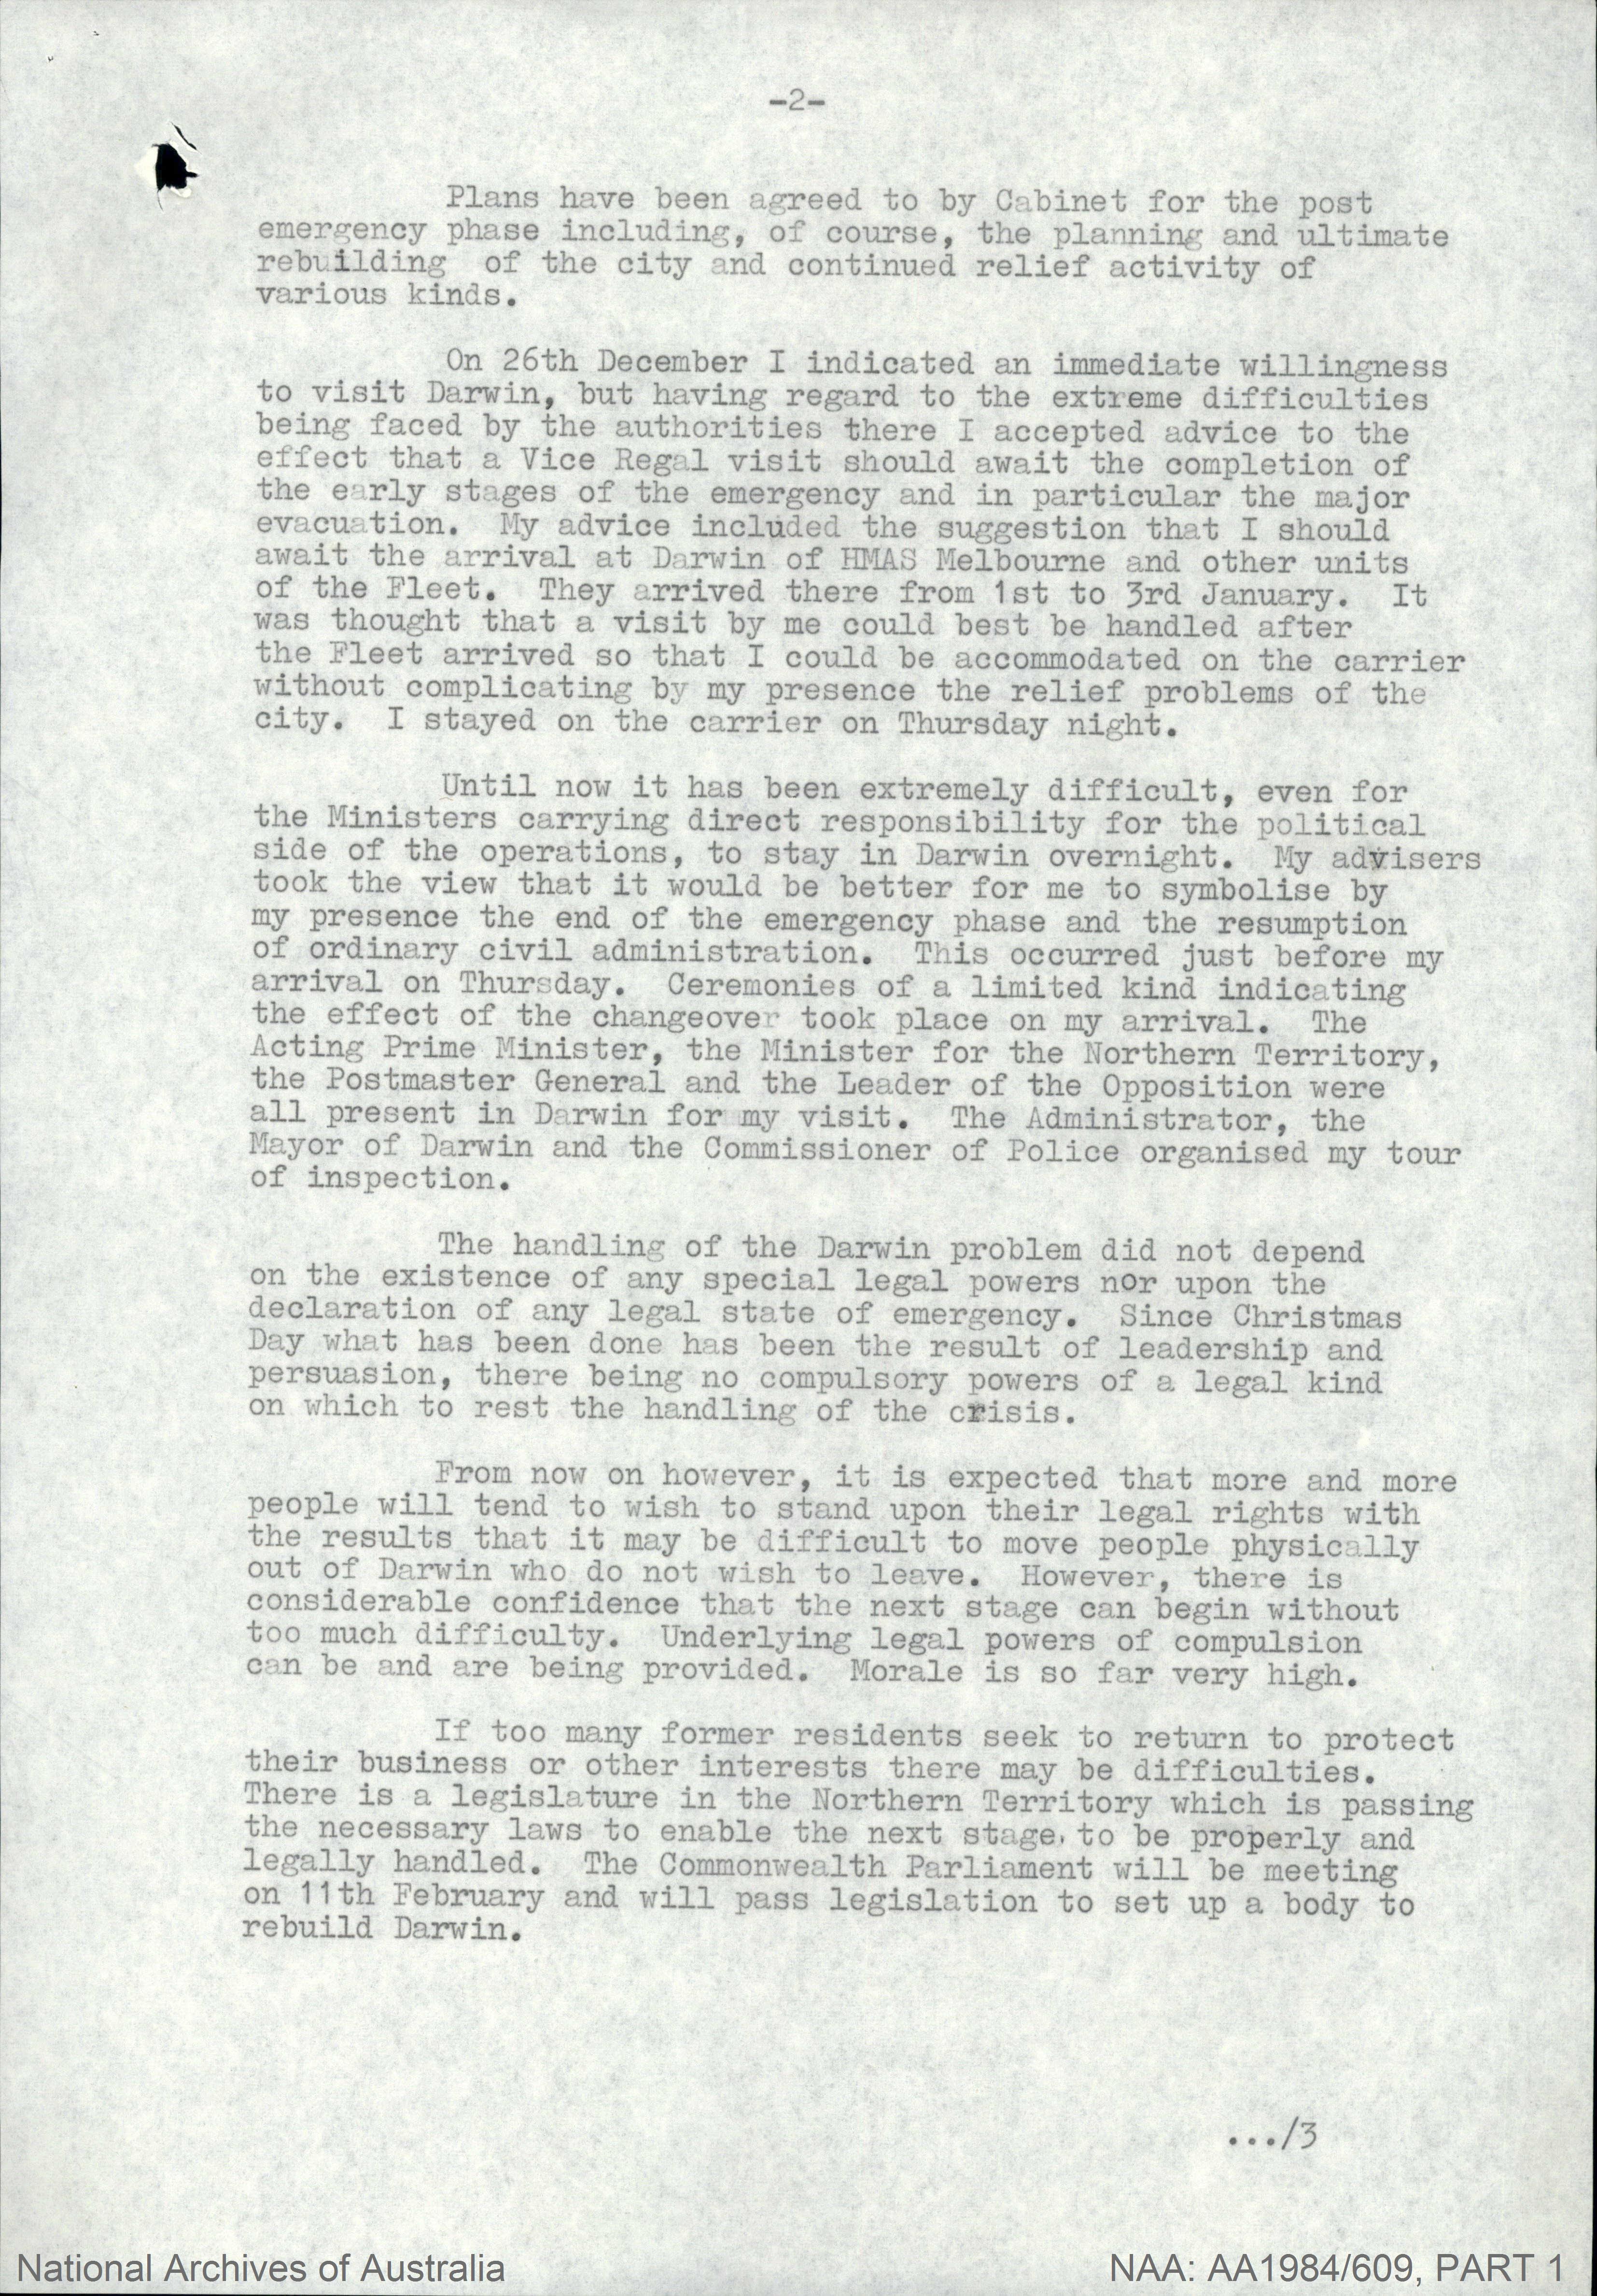 -2-
Plans have been agreed to by Cabinet for the post
emergency phase including, of course, the planning and ultimate
rebuilding of the city and continued relief activity of
various kinds.
On 26th December I indicated an immediate willingness
to visit Darwin, but having regard to the extreme difficulties
being faced by the authorities there I accepted advice to the
effect that a Vice Regal visit should await the completion of
the early stages of the emergency and in particular the major
evacuation. My advice included the suggestion that I should
await the arrival at Darwin of HMAS Melbourne and other units
of the Fleet. They arrived there from 1st to 3rd January. It
was thought that a visit by me could best be handled after
the Fleet arrived so that I could be accommodated on the carrier
without complicating by my presence the relief problems of the
city. I stayed on the carrier on Thursday night.
Until now it has been extremely difficult, even for
the Ministers carrying direct responsibility for the political
side of the operations, to stay in Darwin overnight. My advisers
took the view that it would be better for me to symbolise by
my presence the end of the emergency phase and the resumption
of ordinary civil administration. This occurred just before my
arrival on Thursday. Ceremonies of a limited kind indicating
the effect of the changeover took place on my arrival. The
Acting Prime Minister, the Minister for the Northern Territory,
the Postmaster General and the Leader of the Opposition were
all present in Darwin for my visit. The Administrator, the
Mayor of Darwin and the Commissioner of Police organised my tour
of inspection.
The handling of the Darwin problem did not depend
on the existence of any special legal powers nor upon the
declaration of any legal state of emergency. Since Christmas
Day what has been done has been the result of leadership and
persuasion, there being no compulsory powers of a legal kind
on which to rest the handling of the crisis.
From now on however, it is expected that more and more
people will tend to wish to stand upon their legal rights with
the results that it may be difficult to move people physically
out of Darwin who do not wish to leave. However, there is
considerable confidence that the next stage can begin without
too much difficulty. Underlying legal powers of compulsion
can be and are being provided. Morale is so far very high.
If too many former residents seek to return to protect
their business or other interests there may be difficulties.
There is a legislature in the Northern Territory which is passing
the necessary laws to enable the next stage to be properly and
legally handled. The Commonwealth Parliament will be meeting
on 11th February and will pass legislation to set up a body to
rebuild Darwin.
.../3
National Archives of Australia
NAA: AA1984/609, PART 1